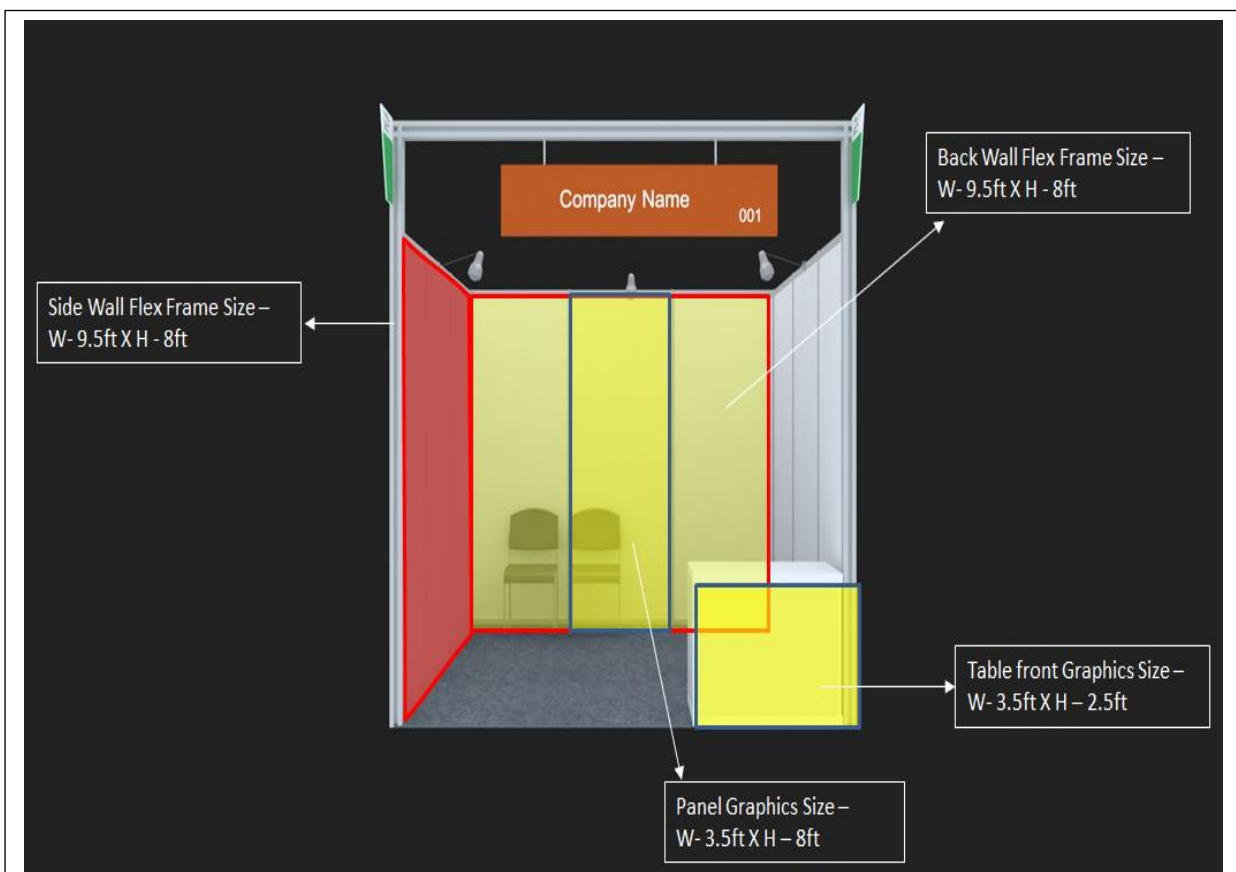 Company Name
001
Back Wall Flex Frame Size –
W- 9.5ft X H - 8ft
Side Wall Flex Frame Size –
W- 9.5ft X H - 8ft
Table front Graphics Size –
W- 3.5ft X H – 2.5ft
Panel Graphics Size –
W- 3.5ft X H – 8ft